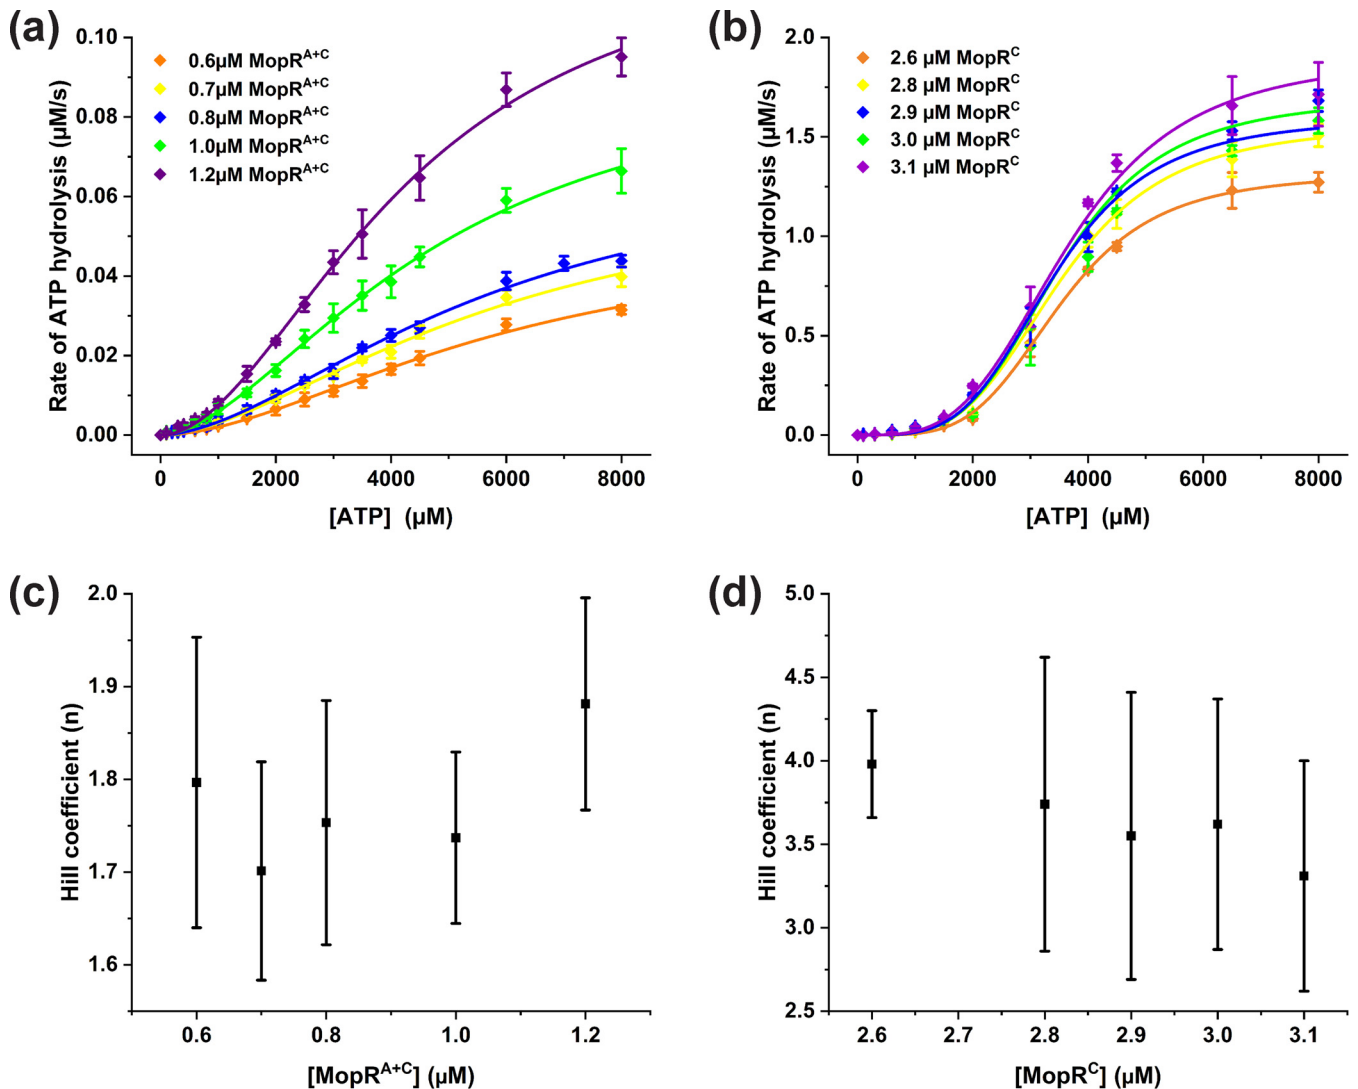 (a)
Rate of ATP hydrolysis (µM/s)
0.10
0.08
0.06
0.04
0.02
0.00
0.6µM MopR^A+C
0.7µM MopR^A+C
0.8µM MopR^A+C
1.0µM MopR^A+C
1.2µM MopR^A+C
0 2000 4000 6000 8000
[ATP] (µM)
(b)
Rate of ATP hydrolysis (µM/s)
2.0
1.5
1.0
0.5
0.0
2.6 µM MopR^C
2.8 µM MopR^C
2.9 µM MopR^C
3.0 µM MopR^C
3.1 µM MopR^C
0 2000 4000 6000 8000
[ATP] (µM)
(c)
Hill coefficient (n)
2.0
1.9
1.8
1.7
1.6
0.6 0.8 1.0 1.2
[MopR^A+C] (µM)
(d)
Hill coefficient (n)
5.0
4.5
4.0
3.5
3.0
2.5
2.6 2.7 2.8 2.9 3.0 3.1
[MopR^C] (µM)